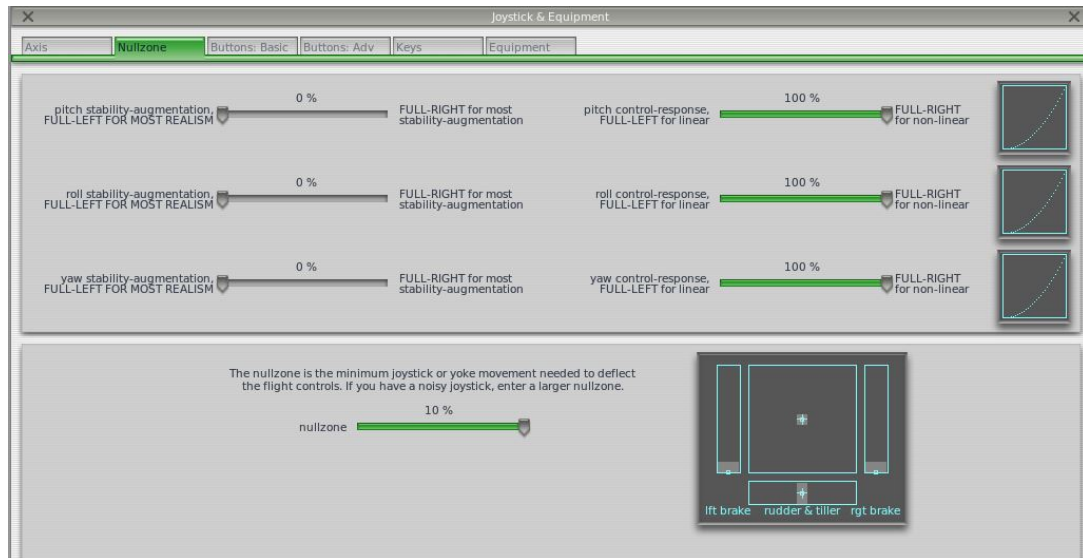 Joystick & Equipment
Axis
Nullzone
Buttons: Basic
Buttons: Adv
Keys
Equipment
0 %
pitch stability-augmentation,
FULL-LEFT FOR MOST REALISM
FULL-RIGHT for most
stability-augmentation
100 %
pitch control-response,
FULL-LEFT for linear
FULL-RIGHT
for non-linear
0 %
roll stability-augmentation,
FULL-LEFT FOR MOST REALISM
FULL-RIGHT for most
stability-augmentation
100 %
roll control-response,
FULL-LEFT for linear
FULL-RIGHT
for non-linear
0 %
yaw stability-augmentation,
FULL-LEFT FOR MOST REALISM
FULL-RIGHT for most
stability-augmentation
100 %
yaw control-response,
FULL-LEFT for linear
FULL-RIGHT
for non-linear
The nullzone is the minimum joystick or yoke movement needed to deflect
the flight controls. If you have a noisy joystick, enter a larger nullzone.
10 %
nullzone
lft brake
rudder & tiller
rgt brake